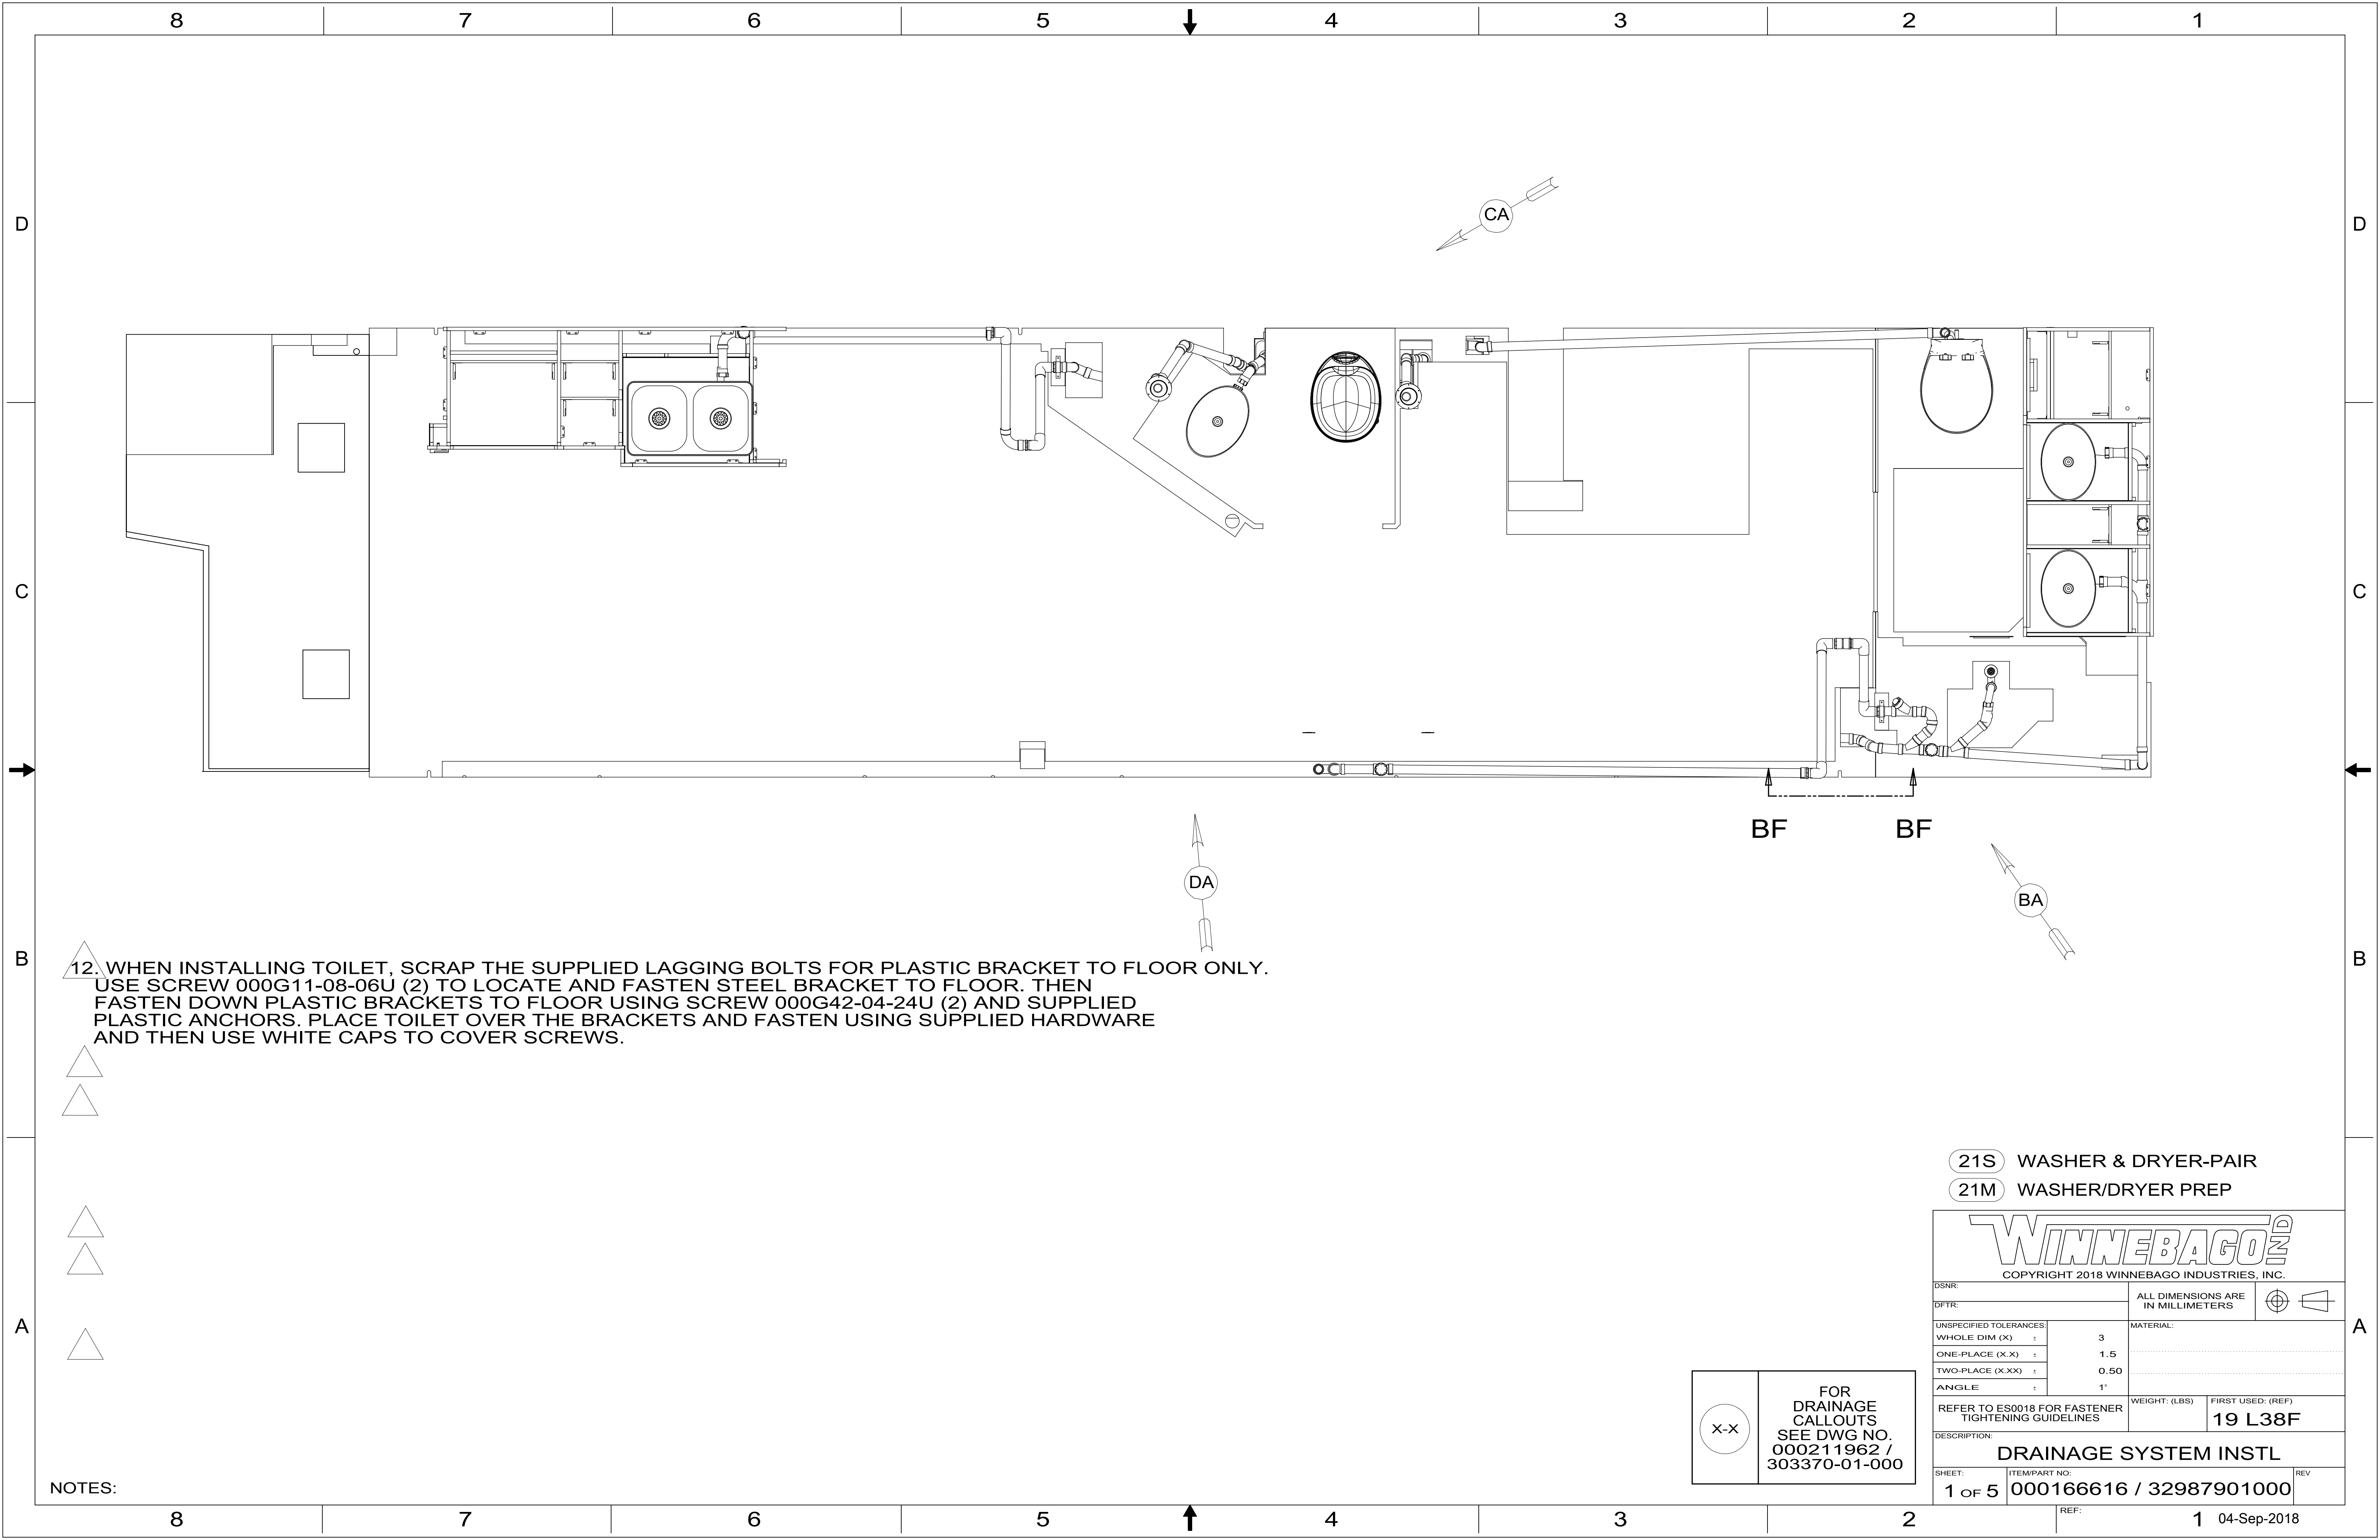 8 7 6 5 4 3 2 1
D D
CA
C C
BF BF
DA
BA
B B
12. WHEN INSTALLING TOILET, SCRAP THE SUPPLIED LAGGING BOLTS FOR PLASTIC BRACKET TO FLOOR ONLY.
USE SCREW 000G11-08-06U (2) TO LOCATE AND FASTEN STEEL BRACKET TO FLOOR. THEN
FASTEN DOWN PLASTIC BRACKETS TO FLOOR USING SCREW 000G42-04-24U (2) AND SUPPLIED
PLASTIC ANCHORS. PLACE TOILET OVER THE BRACKETS AND FASTEN USING SUPPLIED HARDWARE
AND THEN USE WHITE CAPS TO COVER SCREWS.
21S WASHER & DRYER-PAIR
21M WASHER/DRYER PREP
WINNEBAGO IND
COPYRIGHT 2018 WINNEBAGO INDUSTRIES, INC.
DSNR:
DFTR:
ALL DIMENSIONS ARE
IN MILLIMETERS
A A
UNSPECIFIED TOLERANCES:
WHOLE DIM (X) ± 3
ONE-PLACE (X.X) ± 1.5
TWO-PLACE (X.XX) ± 0.50
ANGLE ± 1°
MATERIAL:
REFER TO ES0018 FOR FASTENER
TIGHTENING GUIDELINES
WEIGHT: (LBS)
FIRST USED: (REF)
19 L38F
DESCRIPTION:
DRAINAGE SYSTEM INSTL
SHEET:
1 OF 5
ITEM/PART NO:
000166616 / 32987901000
REV
X-X
FOR
DRAINAGE
CALLOUTS
SEE DWG NO.
000211962 /
303370-01-000
NOTES:
8 7 6 5 4 3 2 1
REF:
04-Sep-2018